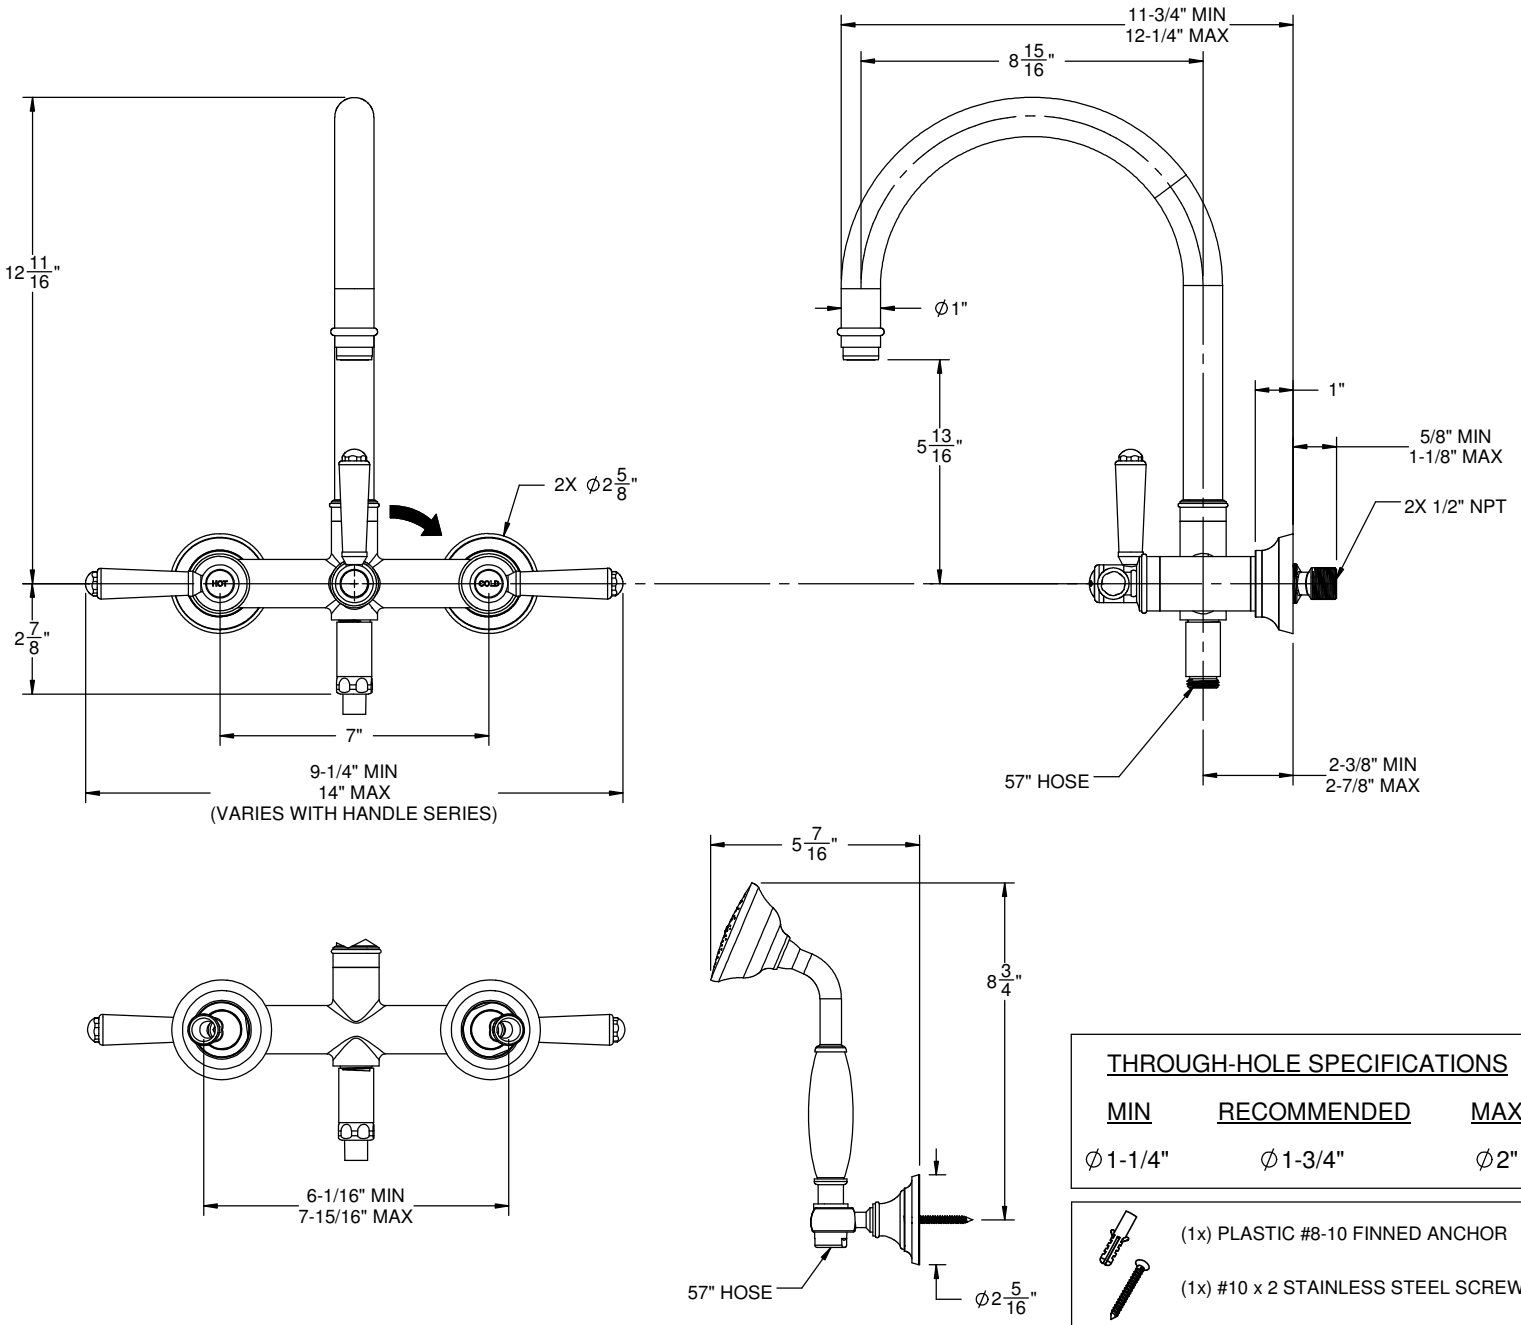 11-3/4" MIN
12-1/4" MAX
8 15/16"
12 11/16"
Ø1"
1"
5 13/16"
5/8" MIN
1-1/8" MAX
2X Ø2 5/8"
2X 1/2" NPT
HOT
COLD
2 7/8"
7"
9-1/4" MIN
14" MAX
(VARIES WITH HANDLE SERIES)
57" HOSE
2-3/8" MIN
2-7/8" MAX
5 7/16"
8 3/4"
6-1/16" MIN
7-15/16" MAX
57" HOSE
Ø2 5/16"
THROUGH-HOLE SPECIFICATIONS
MIN RECOMMENDED MAX
Ø1-1/4" Ø1-3/4" Ø2"
(1x) PLASTIC #8-10 FINNED ANCHOR
(1x) #10 x 2 STAINLESS STEEL SCREW